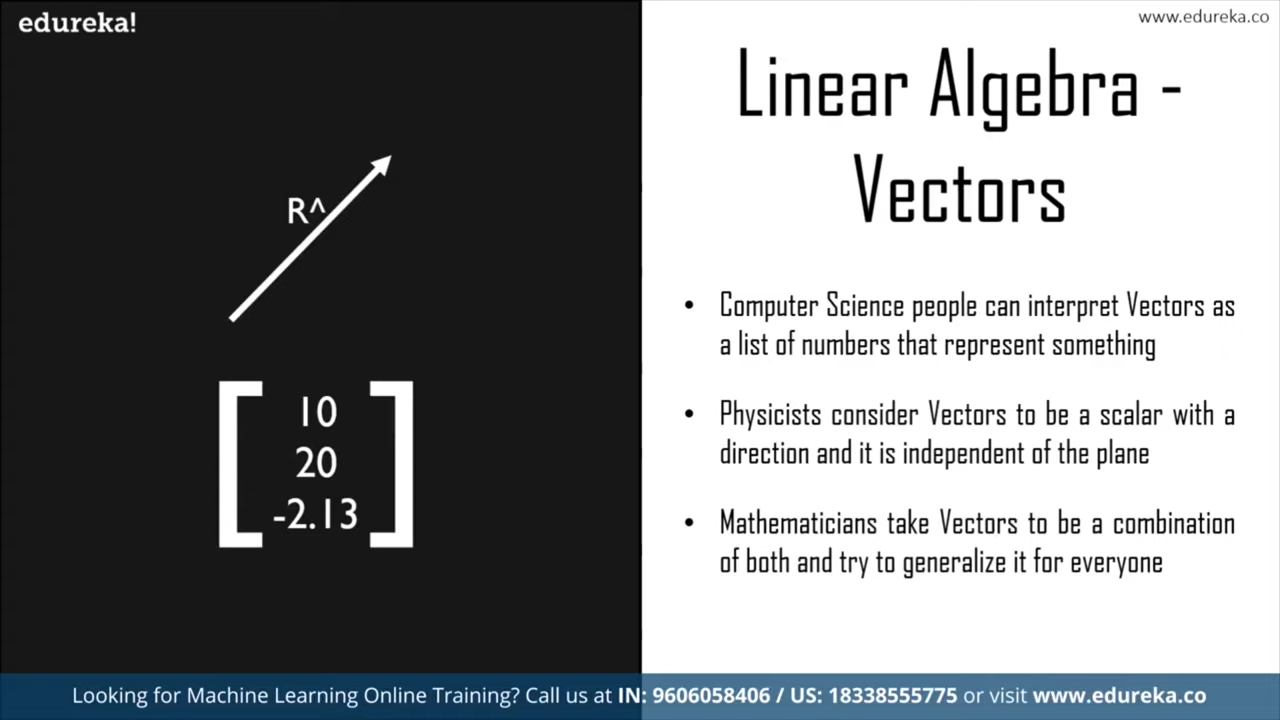 edureka!
www.edureka.co
Linear Algebra -
Vectors
R^
10
20
-2.13
• Computer Science people can interpret Vectors as
a list of numbers that represent something
• Physicists consider Vectors to be a scalar with a
direction and it is independent of the plane
• Mathematicians take Vectors to be a combination
of both and try to generalize it for everyone
Looking for Machine Learning Online Training? Call us at IN: 9606058406 / US: 18338555775 or visit www.edureka.co